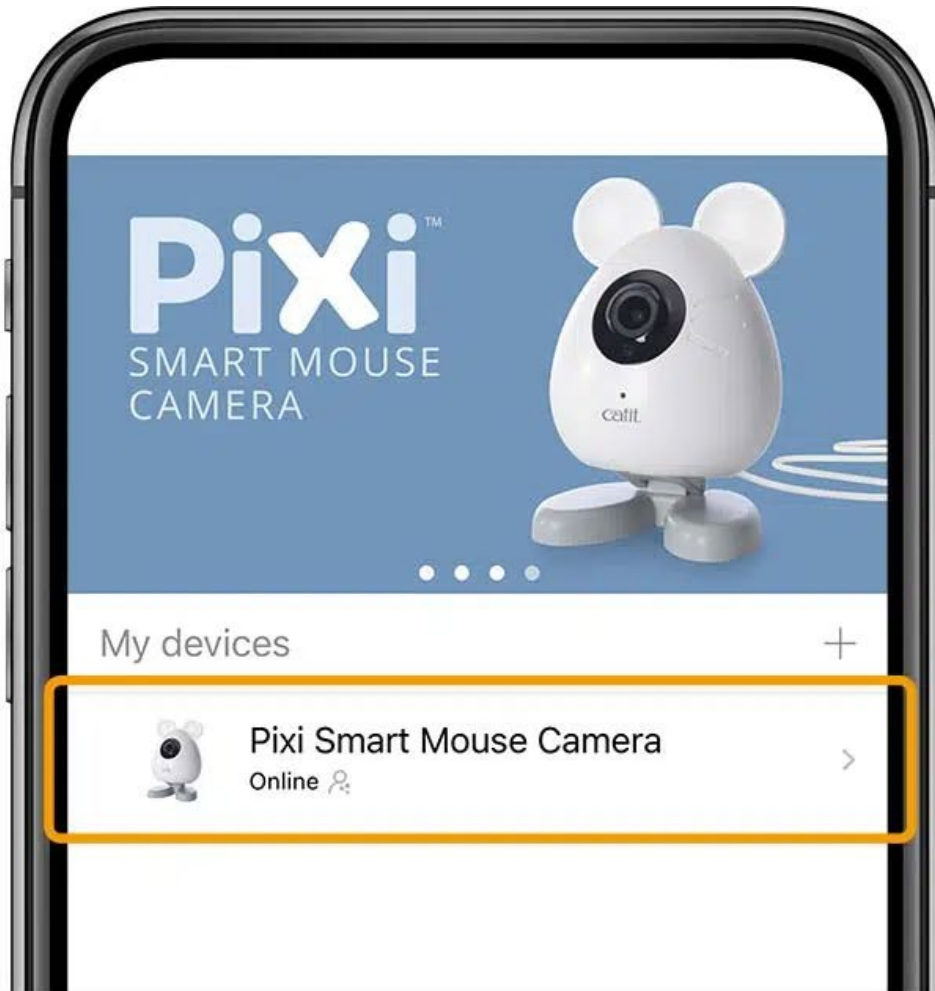 Pixi™
SMART MOUSE
CAMERA
catit
My devices
Pixi Smart Mouse Camera
Online